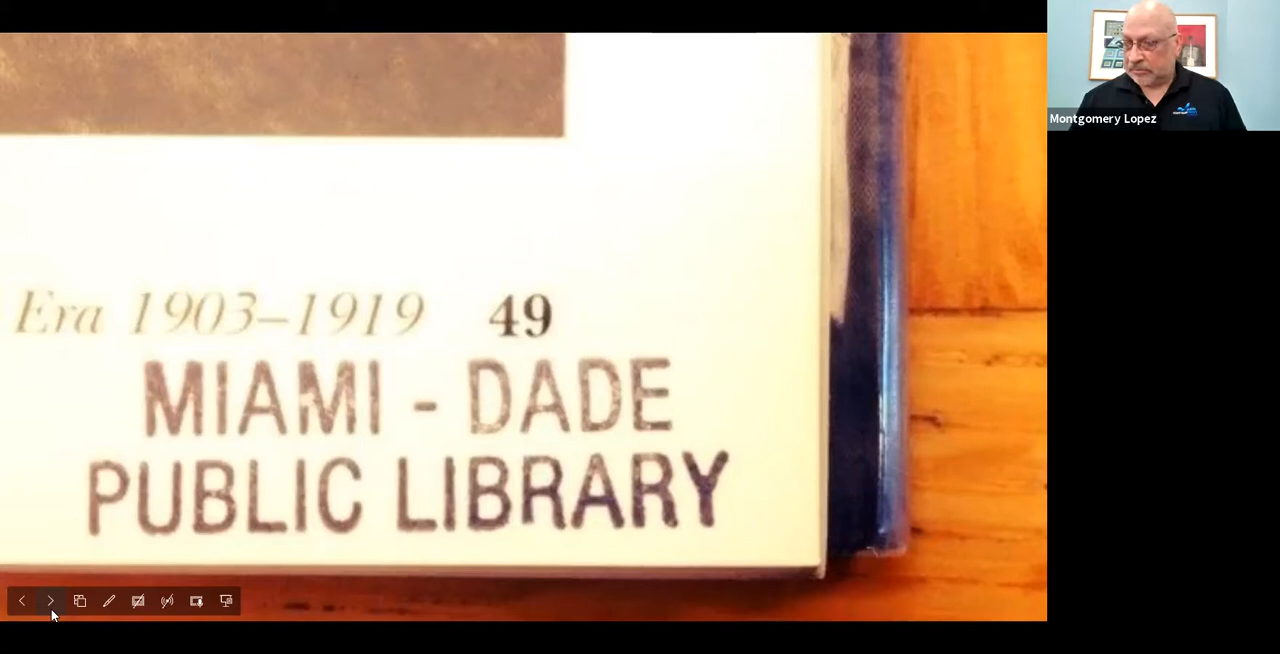 Era 1903–1919 49
MIAMI - DADE
PUBLIC LIBRARY
Montgomery Lopez